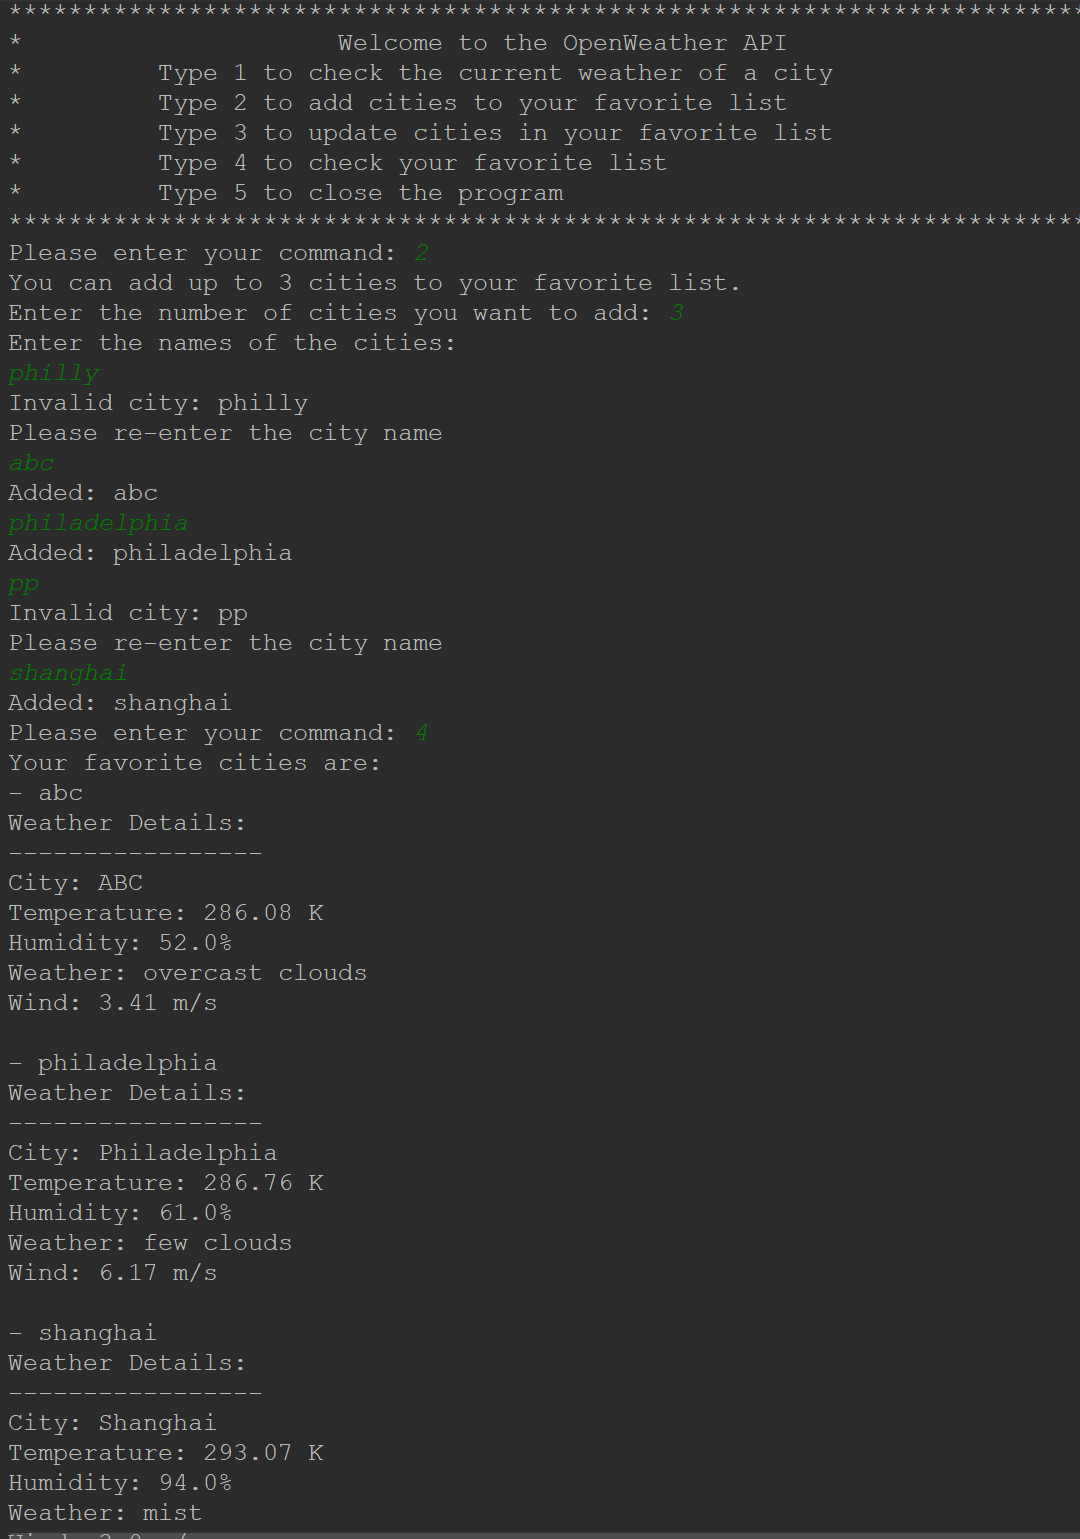 ************************************************************************
* Welcome to the OpenWeather API
* Type 1 to check the current weather of a city
* Type 2 to add cities to your favorite list
* Type 3 to update cities in your favorite list
* Type 4 to check your favorite list
* Type 5 to close the program
************************************************************************
Please enter your command: 2
You can add up to 3 cities to your favorite list.
Enter the number of cities you want to add: 3
Enter the names of the cities:
philly
Invalid city: philly
Please re-enter the city name
abc
Added: abc
philadelphia
Added: philadelphia
pp
Invalid city: pp
Please re-enter the city name
shanghai
Added: shanghai
Please enter your command: 4
Your favorite cities are:
- abc
Weather Details:
-----------------
City: ABC
Temperature: 286.08 K
Humidity: 52.0%
Weather: overcast clouds
Wind: 3.41 m/s
- philadelphia
Weather Details:
-----------------
City: Philadelphia
Temperature: 286.76 K
Humidity: 61.0%
Weather: few clouds
Wind: 6.17 m/s
- shanghai
Weather Details:
-----------------
City: Shanghai
Temperature: 293.07 K
Humidity: 94.0%
Weather: mist